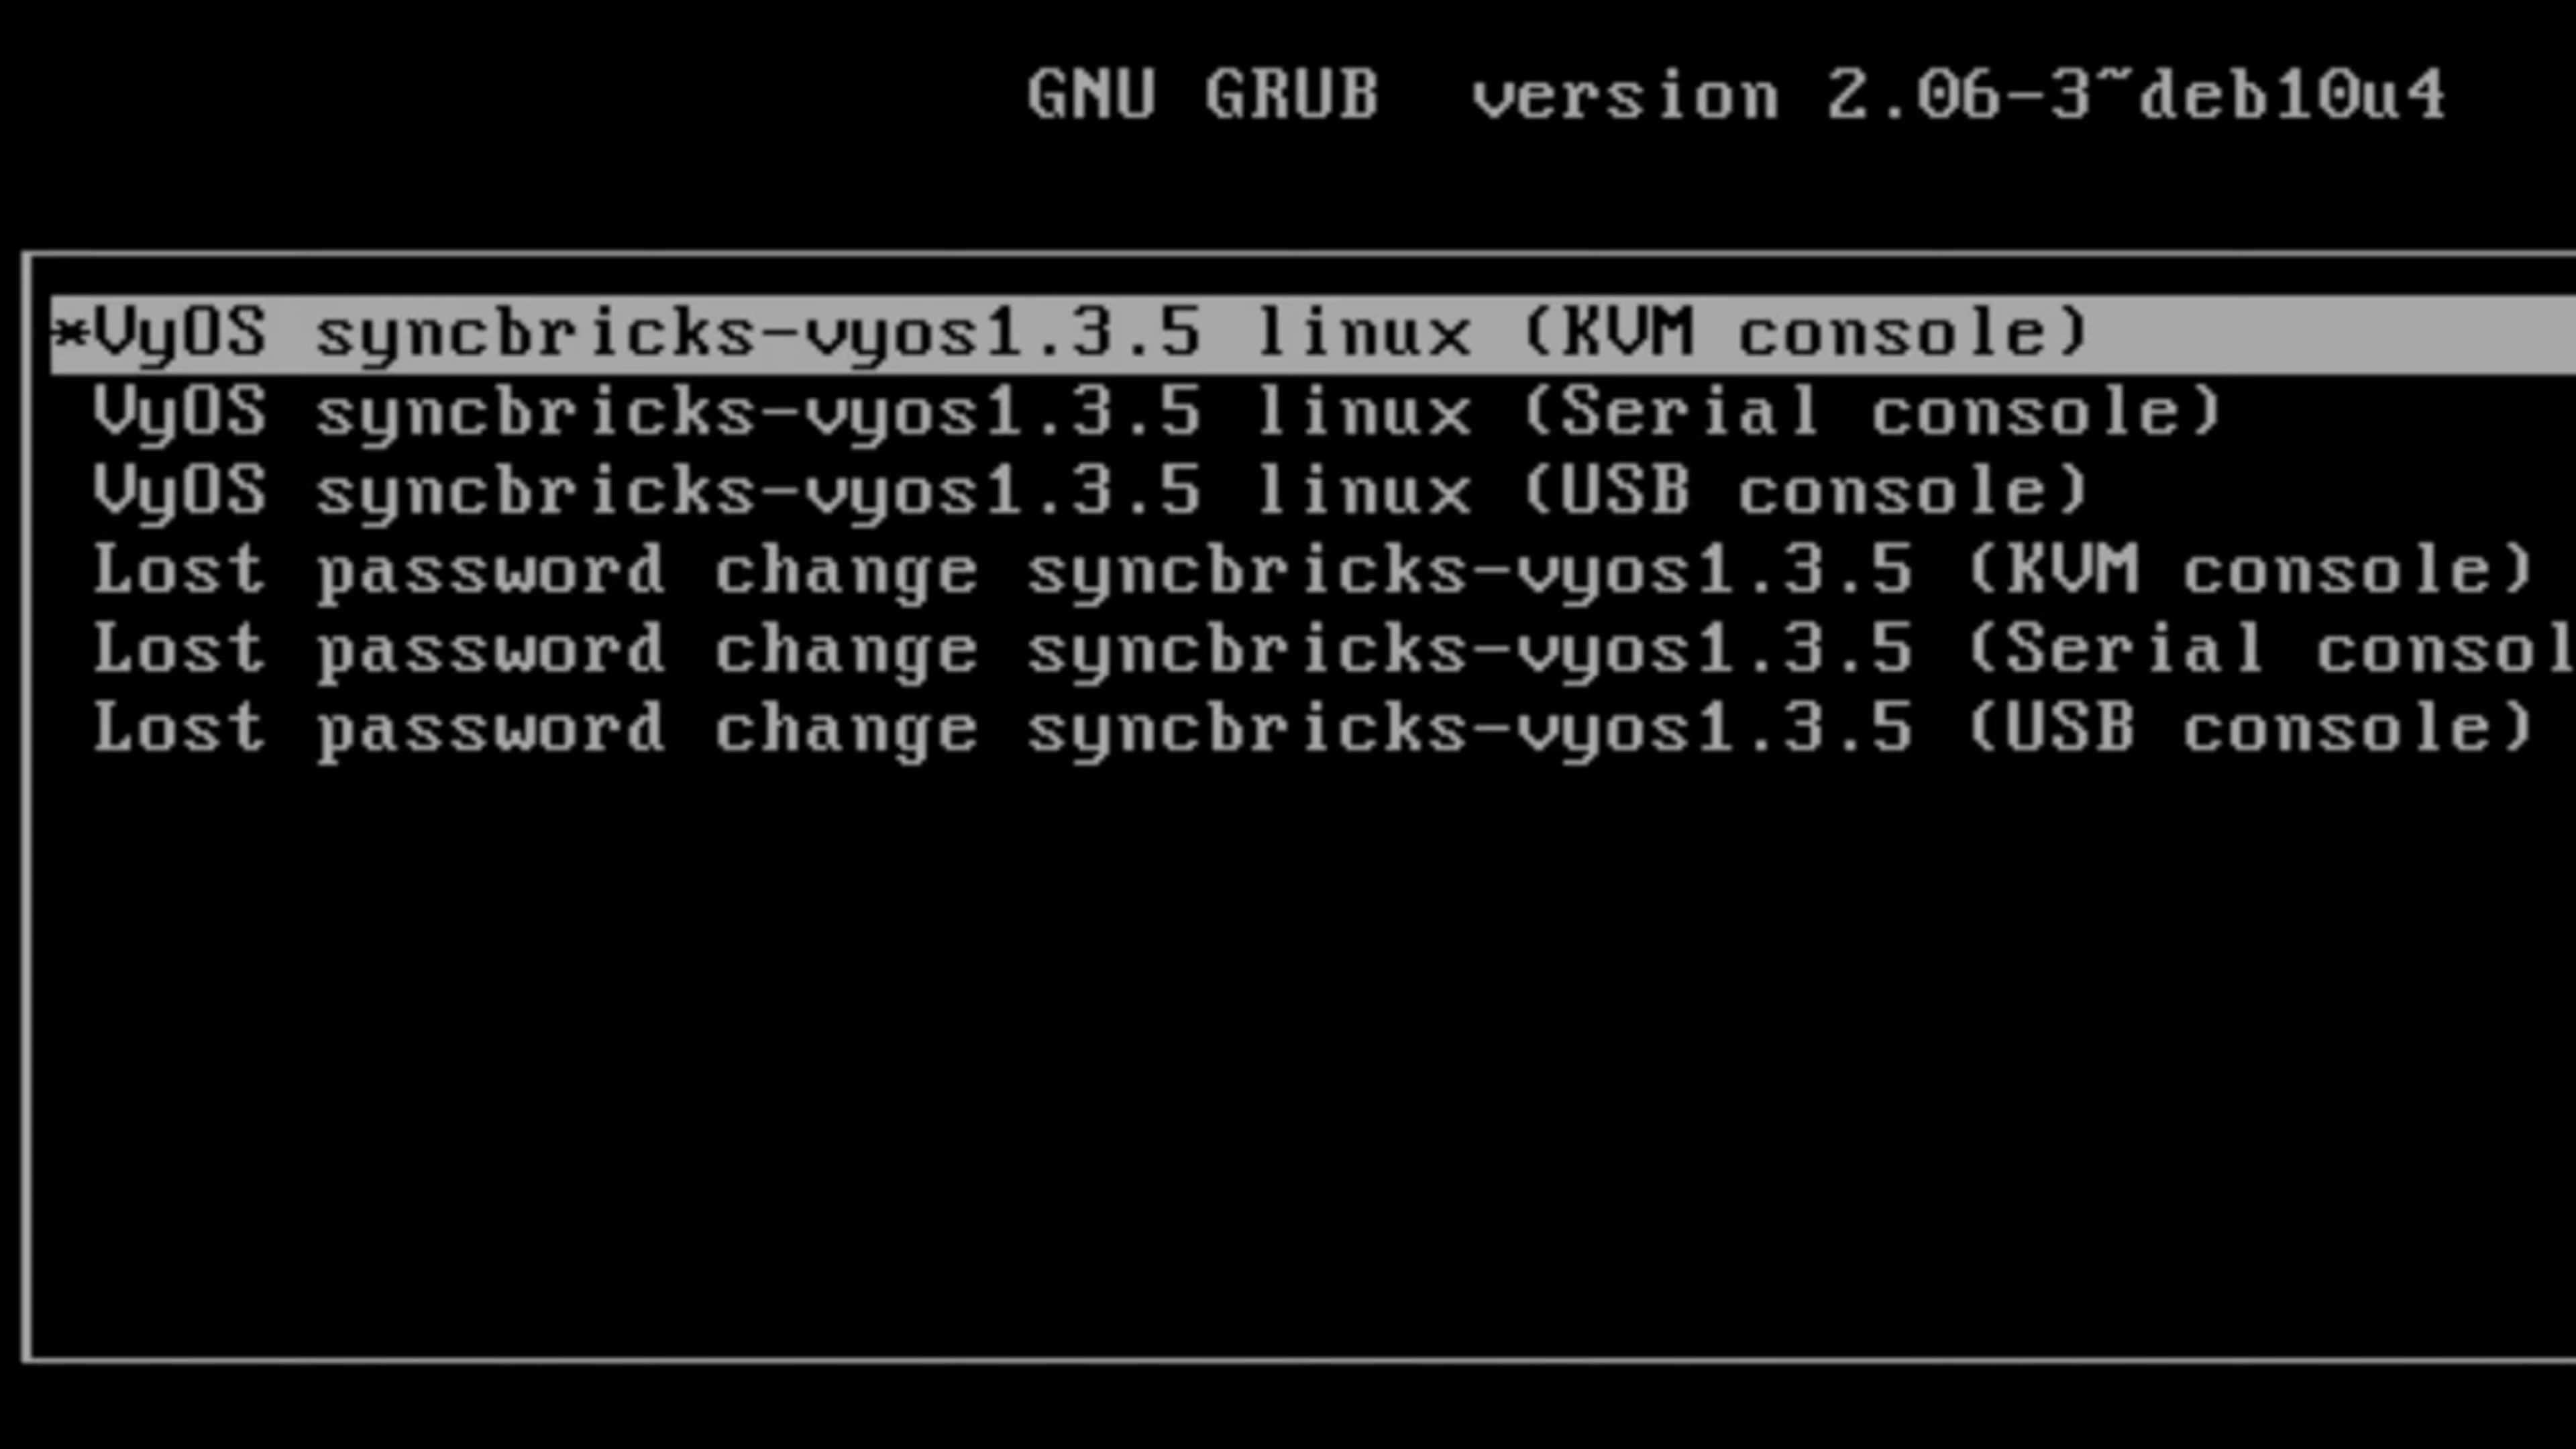 GNU GRUB  version 2.06-3~deb10u4
*VyOS syncbricks-vyos1.3.5 linux (KVM console)
VyOS syncbricks-vyos1.3.5 linux (Serial console)
VyOS syncbricks-vyos1.3.5 linux (USB console)
Lost password change syncbricks-vyos1.3.5 (KVM console)
Lost password change syncbricks-vyos1.3.5 (Serial consol
Lost password change syncbricks-vyos1.3.5 (USB console)